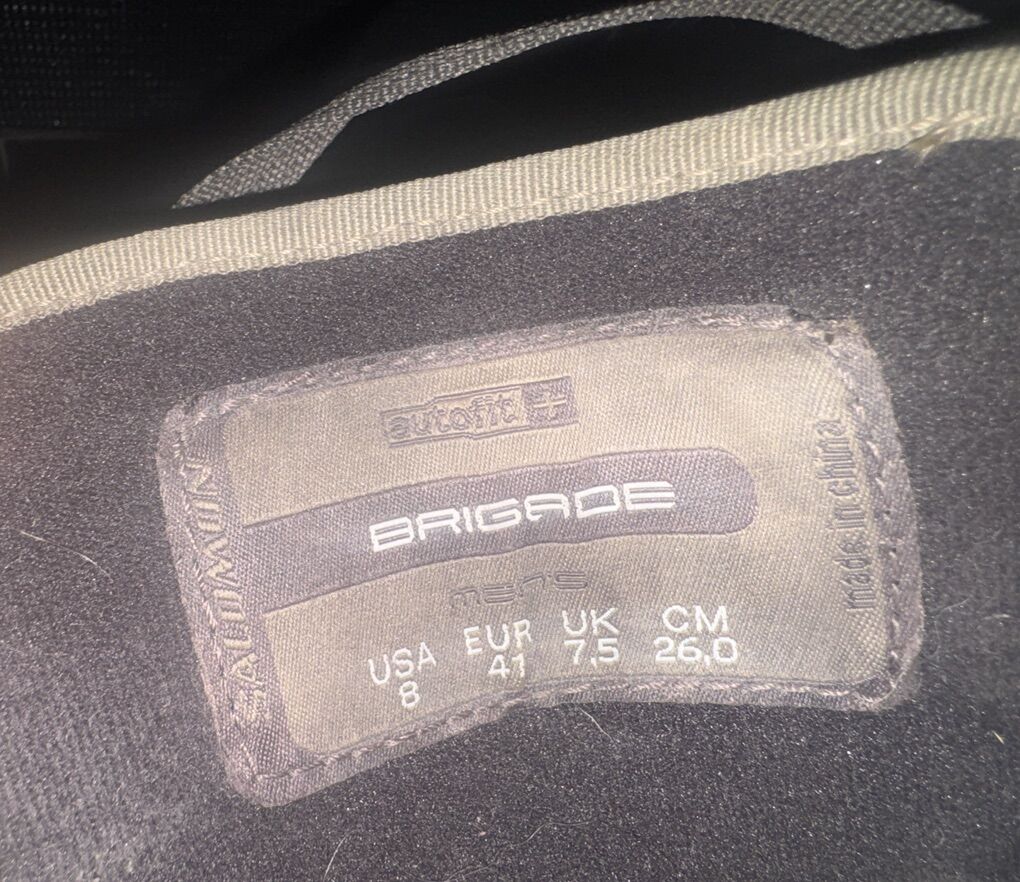 autofit +
SALOMON
BRIGADE
made in china
men's
USA EUR UK CM
8 41 7,5 26,0